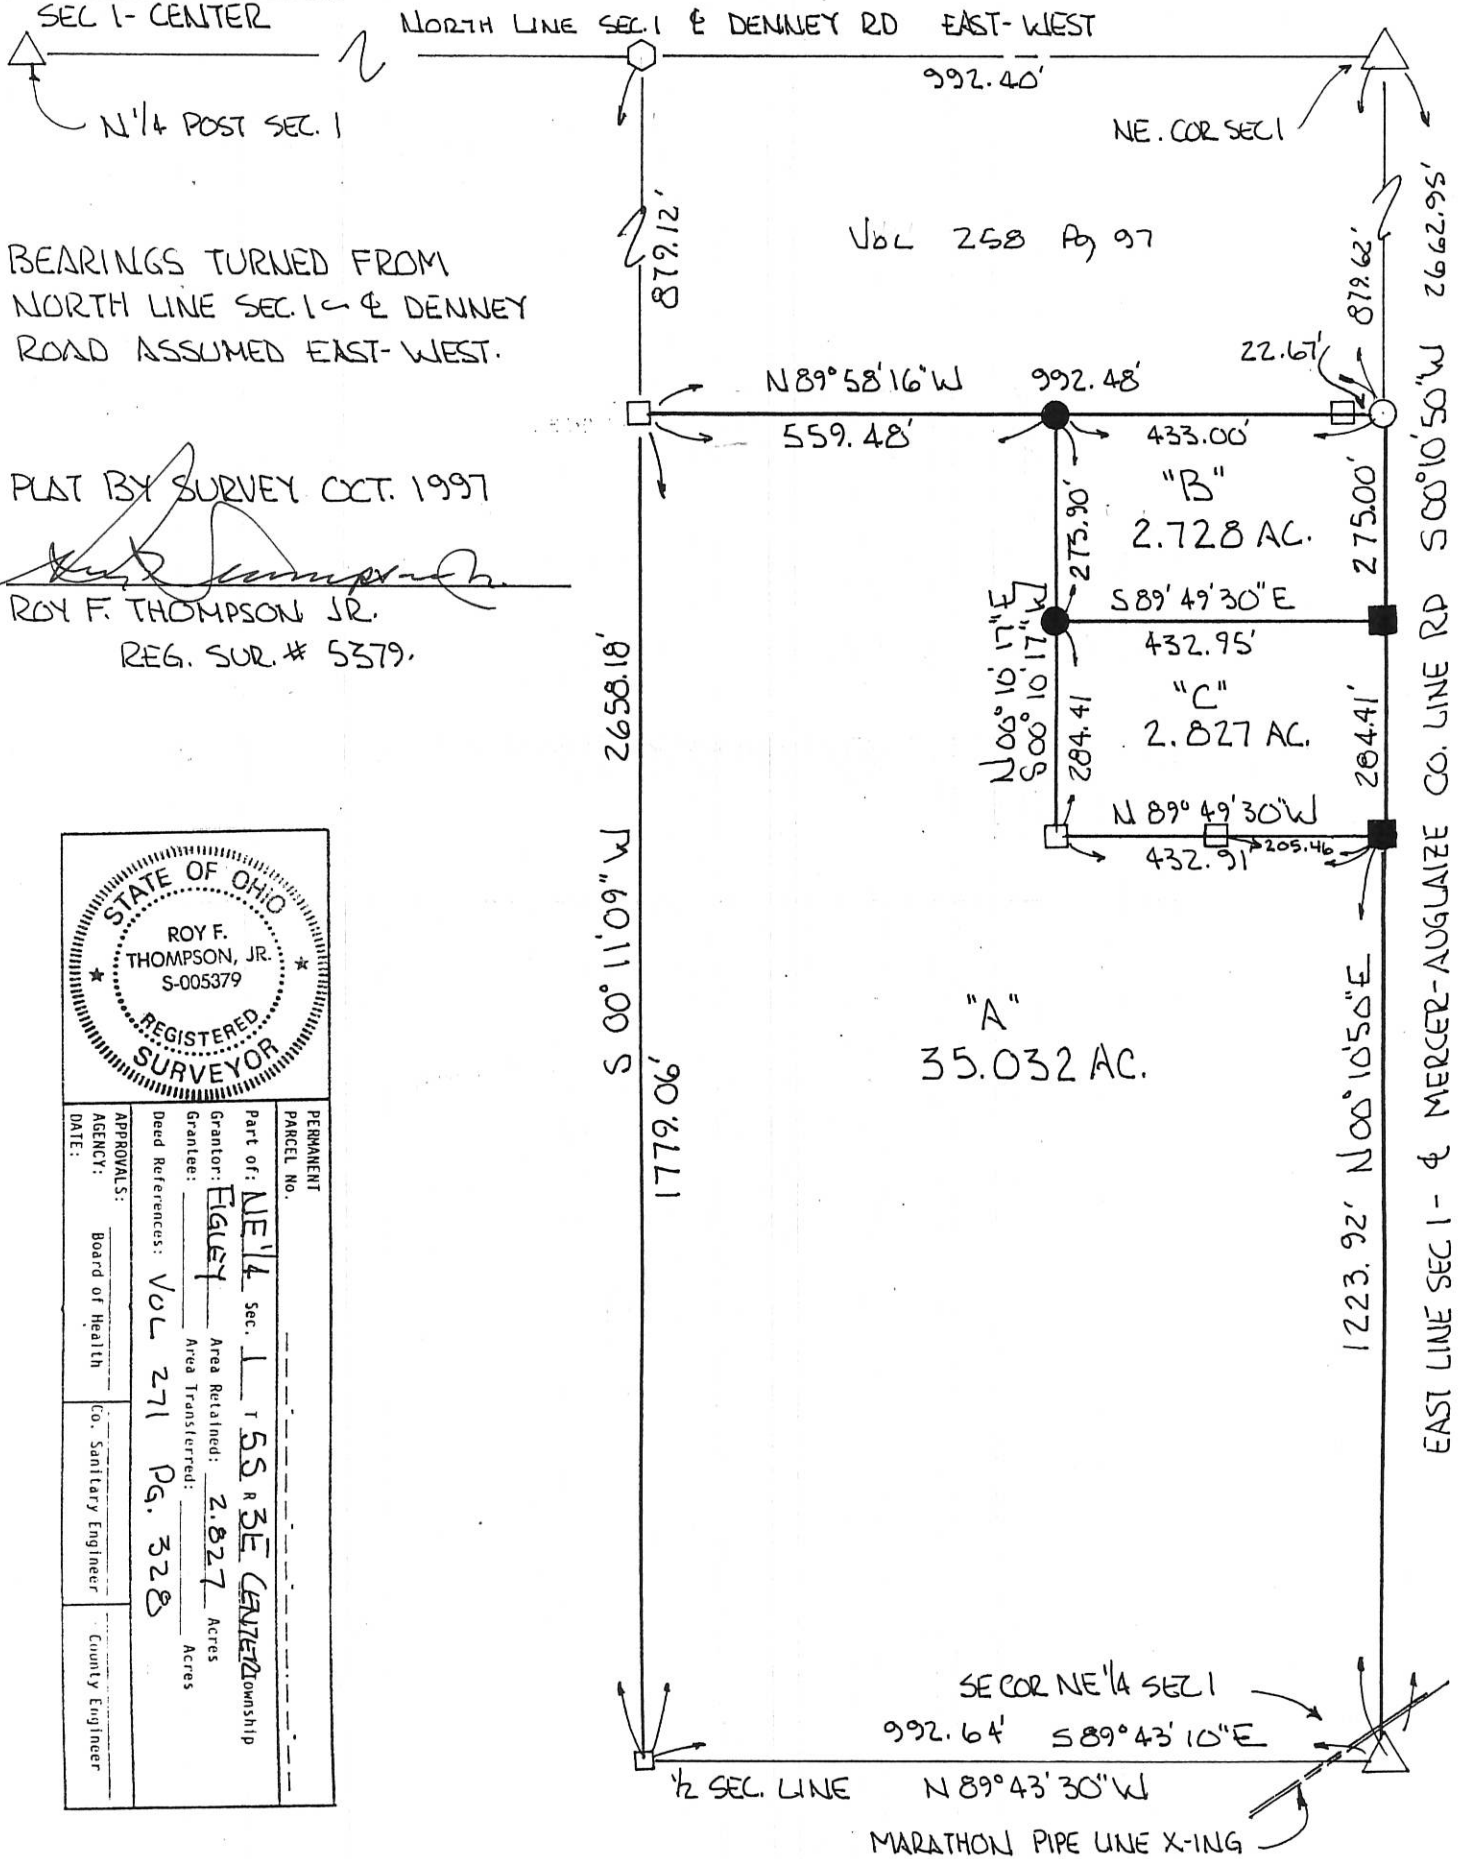 SEC 1-CENTER
NORTH LINE SEC. 1 ℄ DENNEY RD EAST-WEST
992.40'
N 1/4 POST SEC. 1
NE. COR SEC 1
BEARINGS TURNED FROM
NORTH LINE SEC. 1 ~ ℄ DENNEY
ROAD ASSUMED EAST-WEST.
879.12'
VOL 258 Pg 97
879.62'
EAST LINE SEC 1 - ℄ MERCER-AUGLAIZE CO. LINE RD S 00°10'50"W 2662.95'
22.67'
N 89°58'16"W 992.48'
559.48'
433.00'
PLAT BY SURVEY OCT. 1997
ROY F. THOMPSON JR.
REG. SUR. # 5379.
"B"
2.728 AC.
275.90'
275.00'
S 89°49'30"E
432.95'
N 00°10'17"E
S 00°10'17"W
"C"
2.827 AC.
284.41
284.41'
N 89°49'30"W
432.91'
205.46
S 00°11'09"W 2658.18'
1779.06'
"A"
35.032 AC.
1223.92' N 00°10'50"E
SE COR NE 1/4 SEC 1
992.64' S 89°43'10"E
1/2 SEC. LINE N 89°43'30"W
MARATHON PIPE LINE X-ING
STATE OF OHIO
ROY F.
THOMPSON, JR.
S-005379
REGISTERED
SURVEYOR
PERMANENT
PARCEL No.
Part of: NE 1/4 Sec. 1 T 5S R 3E CENTER Township
Grantor: FIGLEY Area Retained: 2.827 Acres
Grantee: Area Transferred: Acres
Deed References: VOL 271 PG. 328
APPROVALS:
AGENCY: Board of Health Co. Sanitary Engineer County Engineer
DATE: